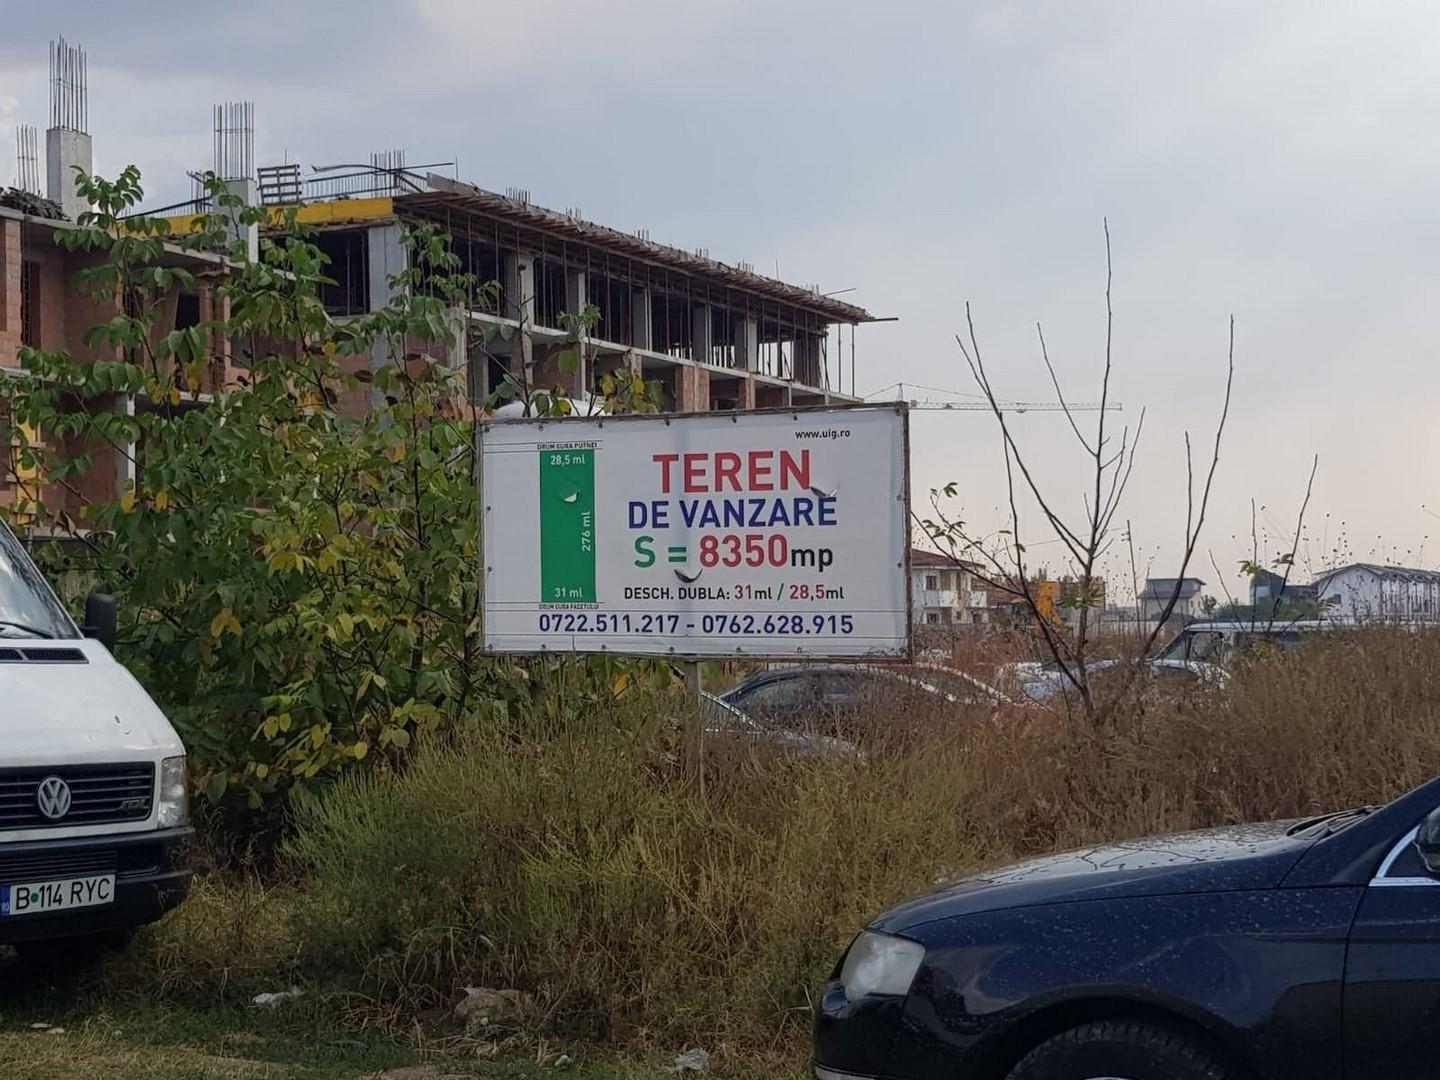 www.uig.ro
DRUM GURA PUTNEI
28,5 ml
276 ml
31 ml
DRUM GURA FAGETULUI
TEREN
DE VANZARE
S = 8350mp
DESCH. DUBLA: 31ml / 28,5ml
0722.511.217 - 0762.628.915
B 114 RYC